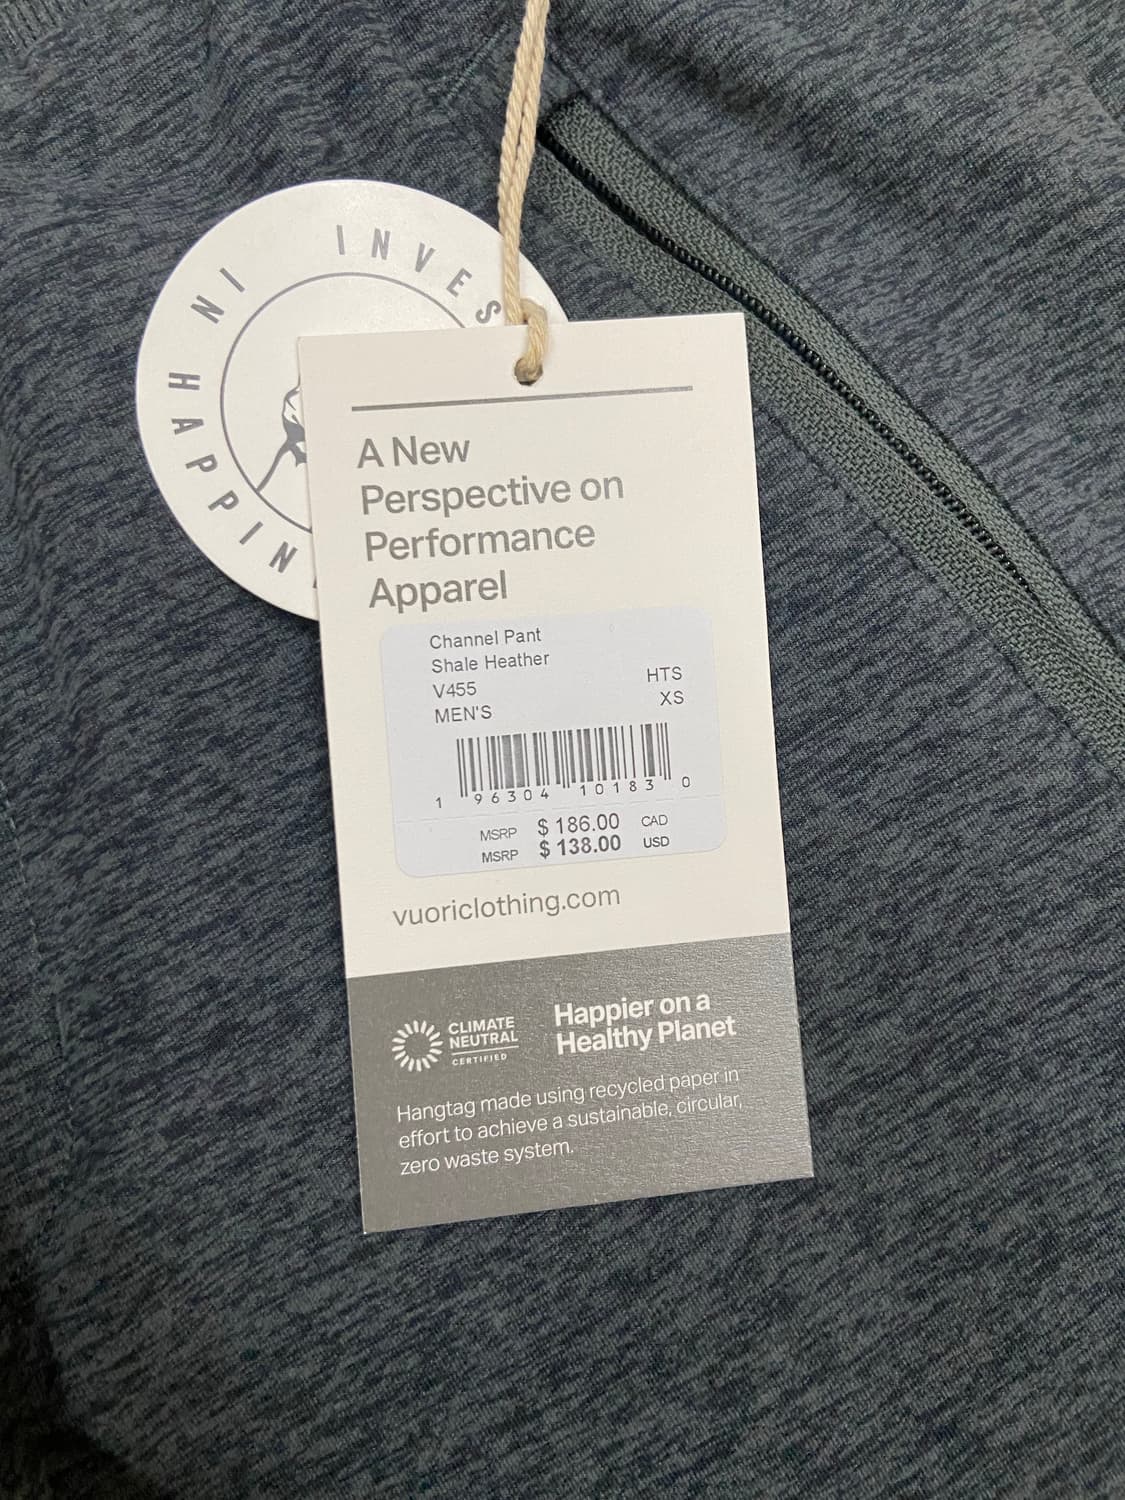 INVES
IN
HAPPIN
A New
Perspective on
Performance
Apparel
Channel Pant
Shale Heather
V455 HTS
MEN'S XS
1 96304 10183 0
MSRP $ 186.00 CAD
MSRP $ 138.00 USD
vuoriclothing.com
CLIMATE
NEUTRAL
CERTIFIED
Happier on a
Healthy Planet
Hangtag made using recycled paper in
effort to achieve a sustainable, circular,
zero waste system.